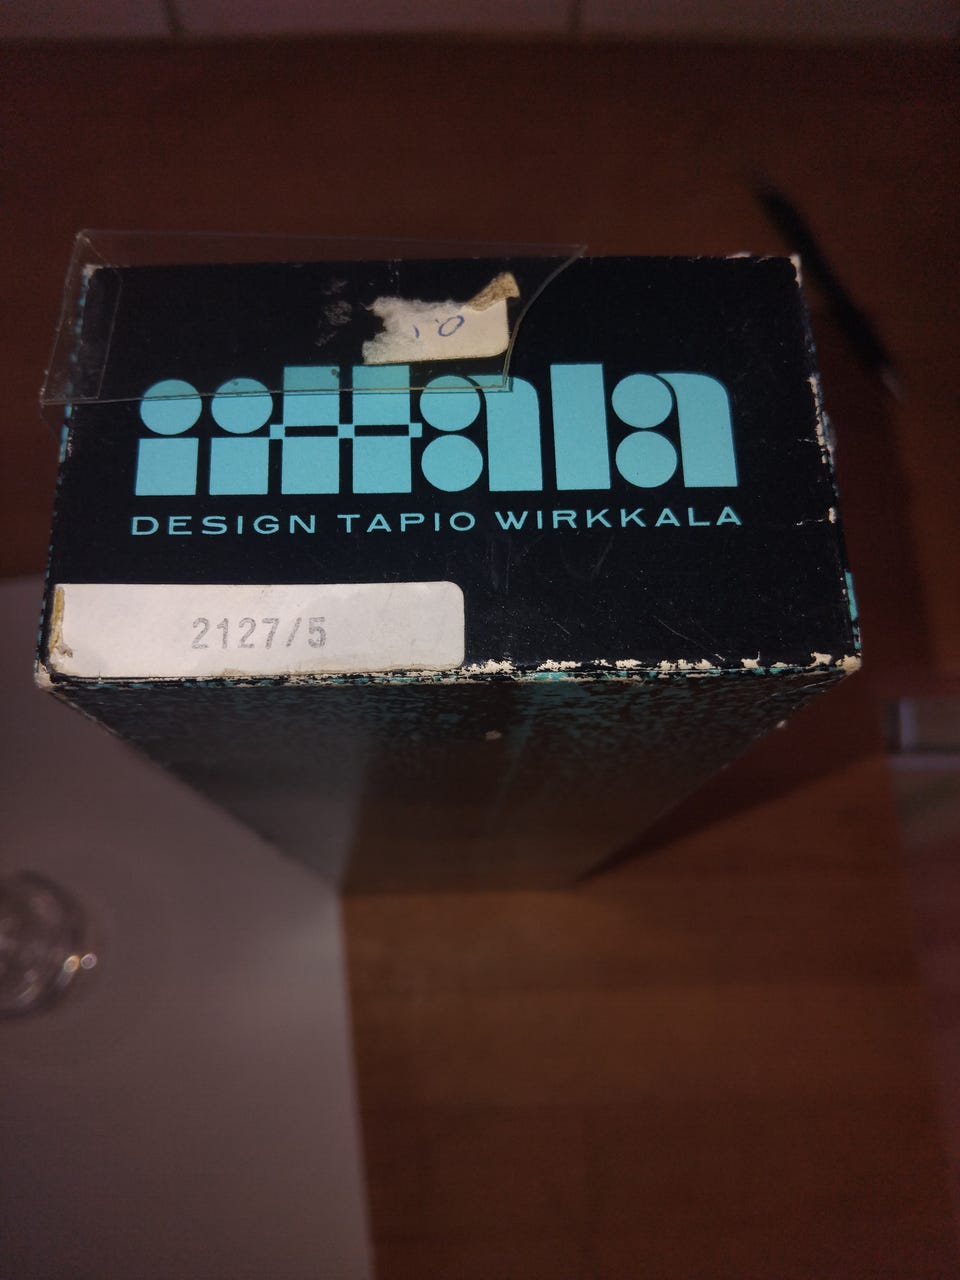 iittala
DESIGN TAPIO WIRKKALA
2127/5